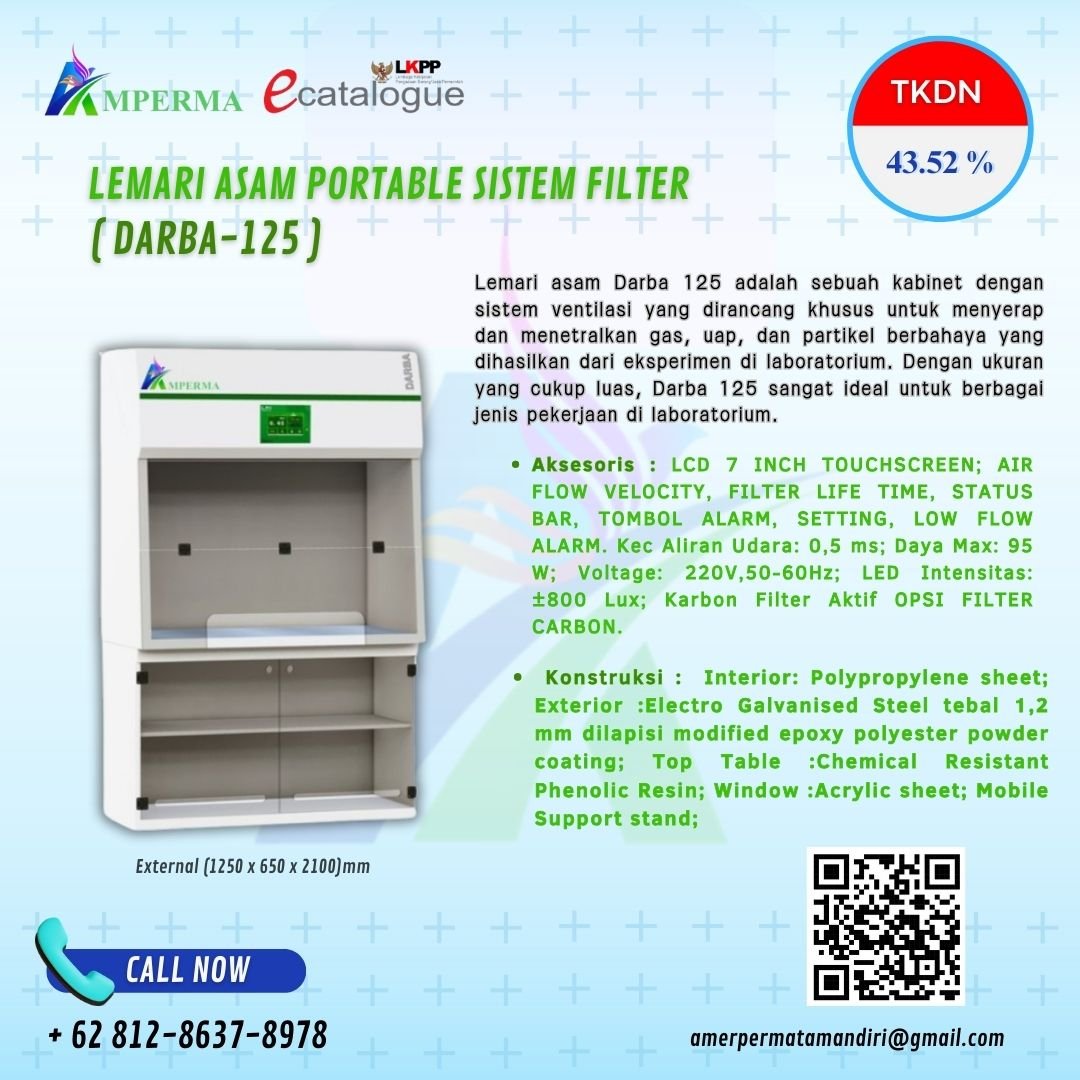 AMPERMA
ecatalogue
LKPP
TKDN
43.52 %
LEMARI ASAM PORTABLE SISTEM FILTER
( DARBA-125 )
Lemari asam Darba 125 adalah sebuah kabinet dengan
sistem ventilasi yang dirancang khusus untuk menyerap
dan menetralkan gas, uap, dan partikel berbahaya yang
dihasilkan dari eksperimen di laboratorium. Dengan ukuran
yang cukup luas, Darba 125 sangat ideal untuk berbagai
jenis pekerjaan di laboratorium.
AMPERMA
DARBA
• Aksesoris : LCD 7 INCH TOUCHSCREEN; AIR
FLOW VELOCITY, FILTER LIFE TIME, STATUS
BAR, TOMBOL ALARM, SETTING, LOW FLOW
ALARM. Kec Aliran Udara: 0,5 ms; Daya Max: 95
W; Voltage: 220V,50-60Hz; LED Intensitas:
±800 Lux; Karbon Filter Aktif OPSI FILTER
CARBON.
• Konstruksi : Interior: Polypropylene sheet;
Exterior :Electro Galvanised Steel tebal 1,2
mm dilapisi modified epoxy polyester powder
coating; Top Table :Chemical Resistant
Phenolic Resin; Window :Acrylic sheet; Mobile
Support stand;
External (1250 x 650 x 2100)mm
CALL NOW
+ 62 812-8637-8978
amerpermatamandiri@gmail.com